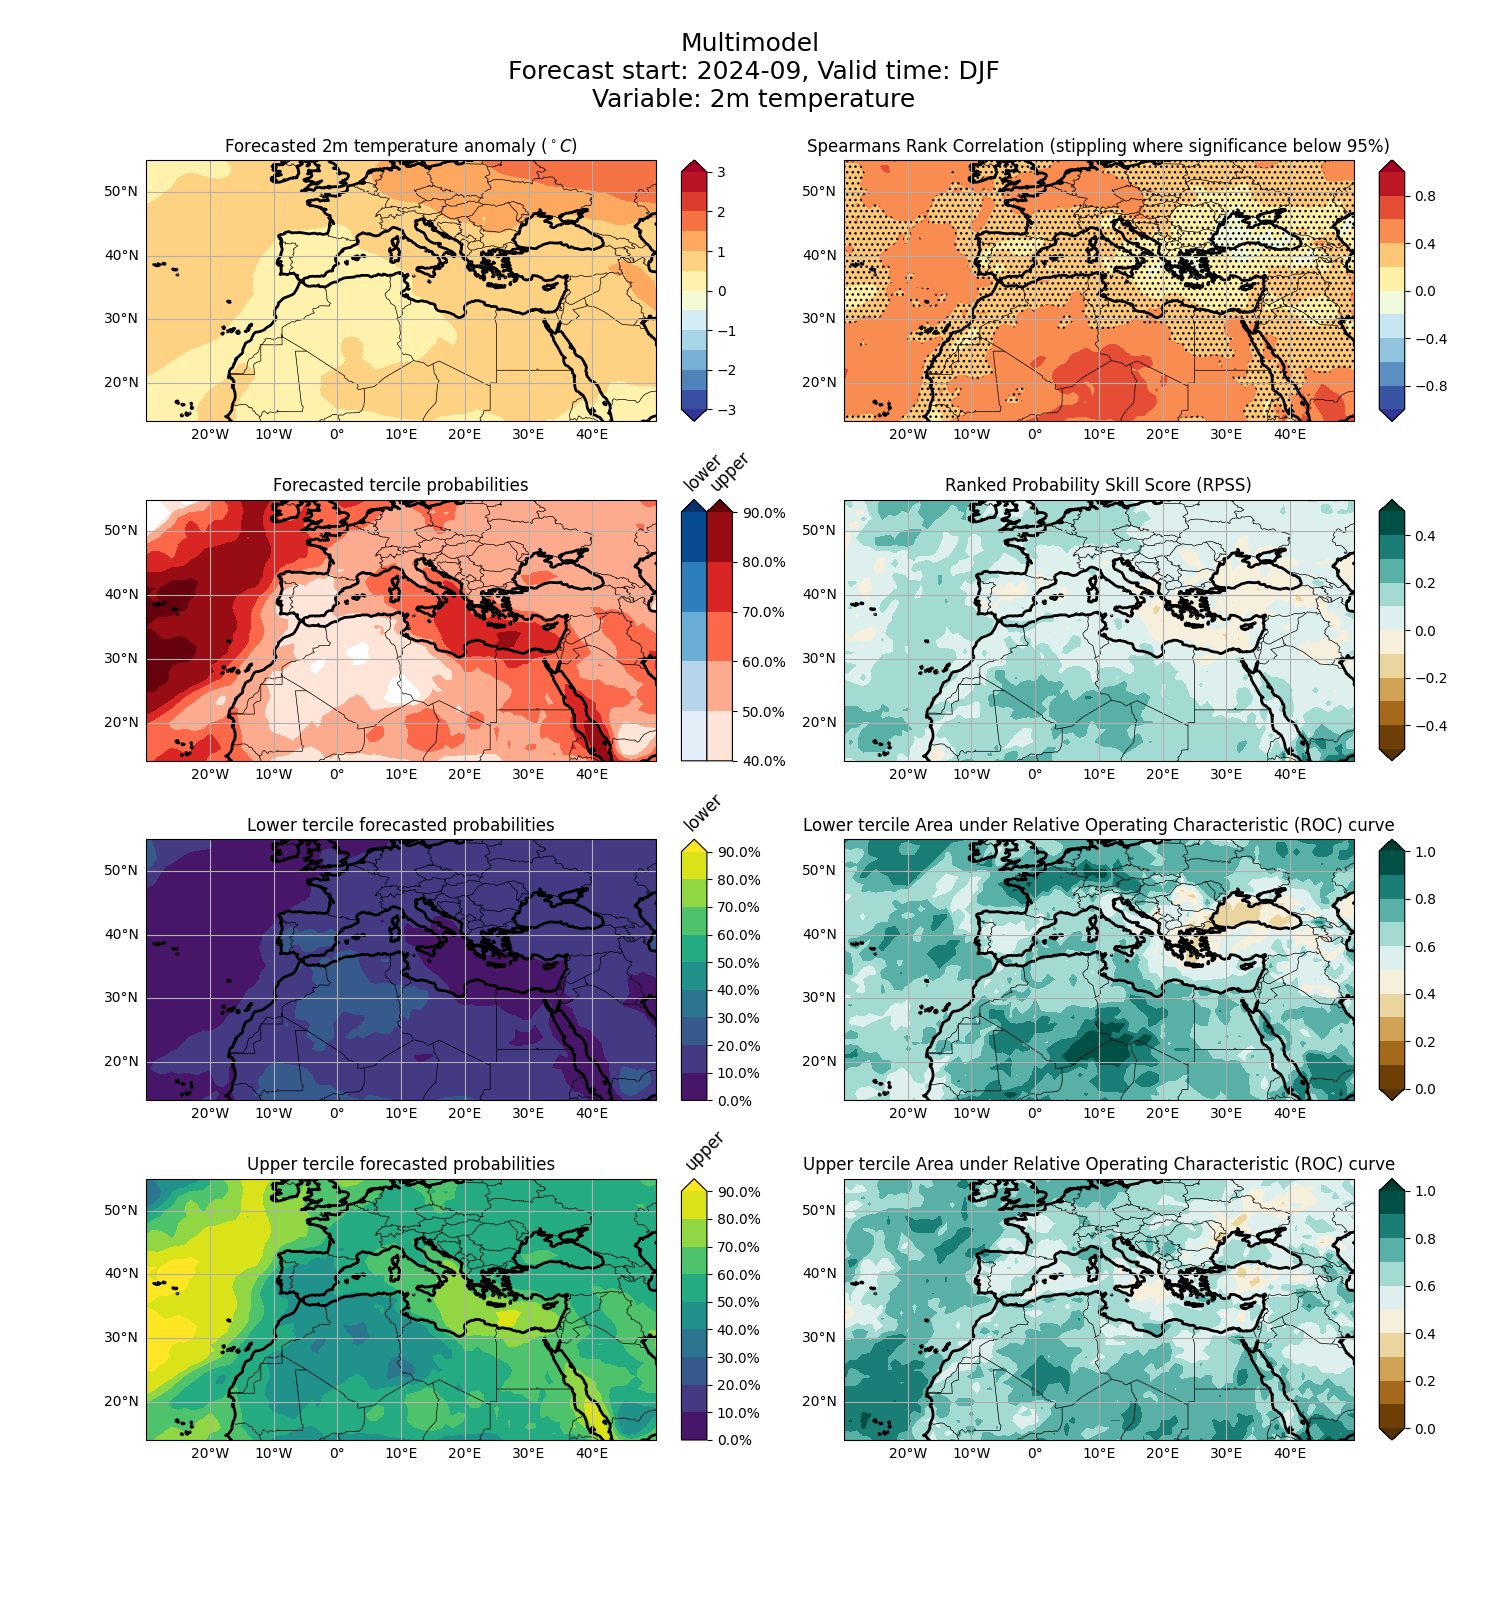 Multimodel
Forecast start: 2024-09, Valid time: DJF
Variable: 2m temperature
Forecasted 2m temperature anomaly (°C)
50°N
40°N
30°N
20°N
20°W 10°W 0° 10°E 20°E 30°E 40°E
3
2
1
0
−1
−2
−3
Spearmans Rank Correlation (stippling where significance below 95%)
50°N
40°N
30°N
20°N
20°W 10°W 0° 10°E 20°E 30°E 40°E
0.8
0.4
0.0
−0.4
−0.8
Forecasted tercile probabilities
50°N
40°N
30°N
20°N
20°W 10°W 0° 10°E 20°E 30°E 40°E
lower
upper
90.0%
80.0%
70.0%
60.0%
50.0%
40.0%
Ranked Probability Skill Score (RPSS)
50°N
40°N
30°N
20°N
20°W 10°W 0° 10°E 20°E 30°E 40°E
0.4
0.2
0.0
−0.2
−0.4
Lower tercile forecasted probabilities
50°N
40°N
30°N
20°N
20°W 10°W 0° 10°E 20°E 30°E 40°E
lower
90.0%
80.0%
70.0%
60.0%
50.0%
40.0%
30.0%
20.0%
10.0%
0.0%
Lower tercile Area under Relative Operating Characteristic (ROC) curve
50°N
40°N
30°N
20°N
20°W 10°W 0° 10°E 20°E 30°E 40°E
1.0
0.8
0.6
0.4
0.2
0.0
Upper tercile forecasted probabilities
50°N
40°N
30°N
20°N
20°W 10°W 0° 10°E 20°E 30°E 40°E
upper
90.0%
80.0%
70.0%
60.0%
50.0%
40.0%
30.0%
20.0%
10.0%
0.0%
Upper tercile Area under Relative Operating Characteristic (ROC) curve
50°N
40°N
30°N
20°N
20°W 10°W 0° 10°E 20°E 30°E 40°E
1.0
0.8
0.6
0.4
0.2
0.0